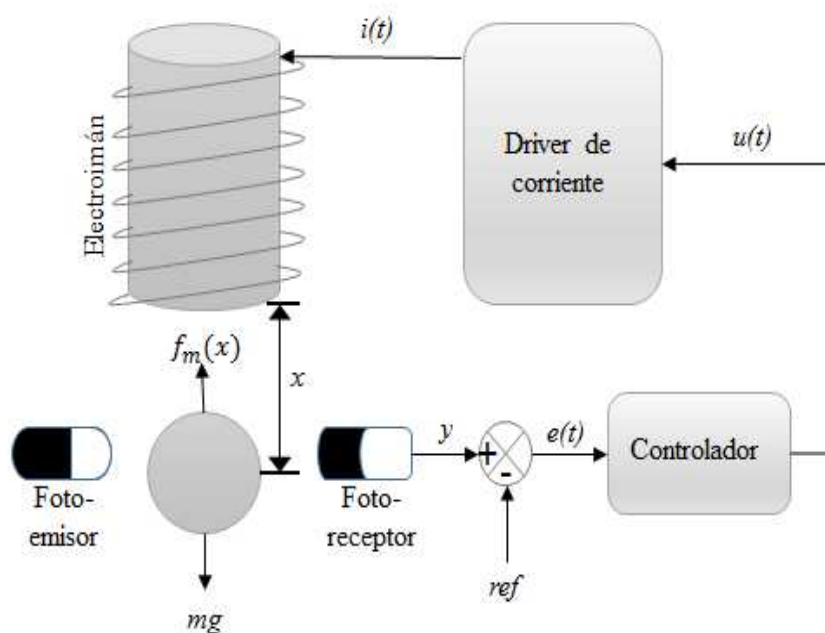 i(t)
Electroimán
Driver de
corriente
u(t)
f_m(x)
x
y
+
-
e(t)
Controlador
Foto-
emisor
Foto-
receptor
ref
mg